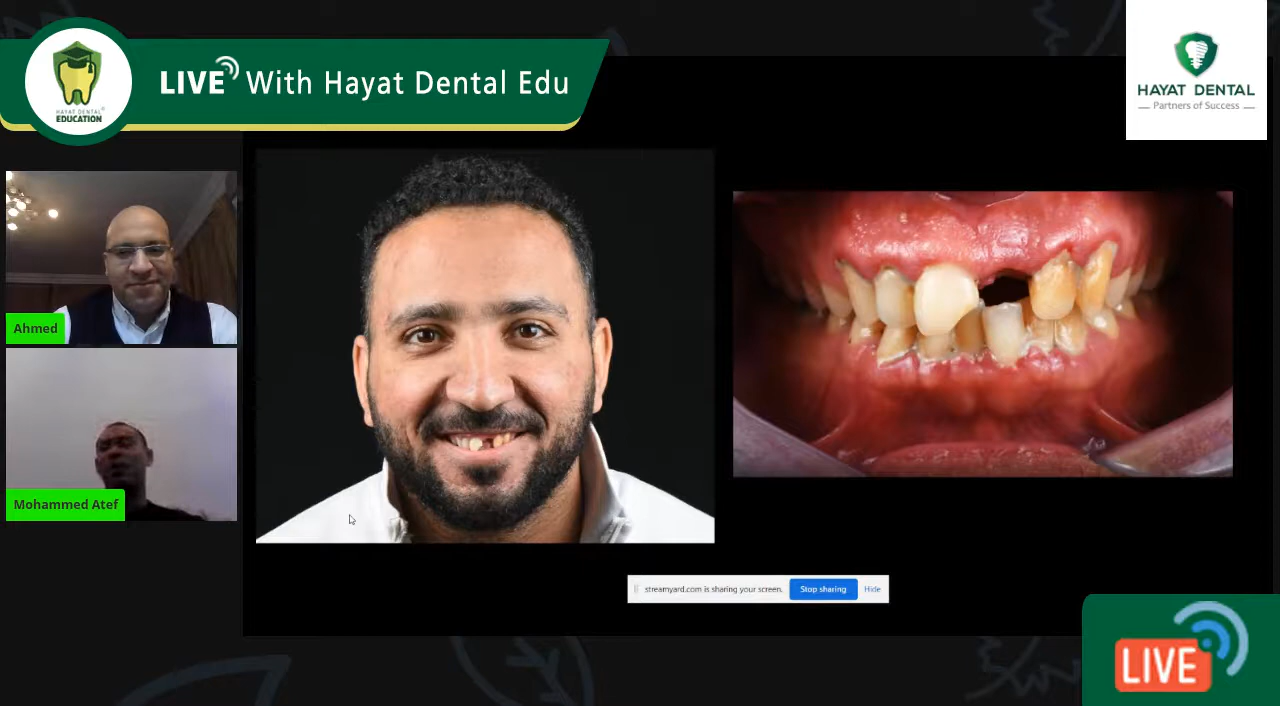 LIVE With Hayat Dental Edu
HAYAT DENTAL
EDUCATION
HAYAT DENTAL
Partners of Success
Ahmed
Mohammed Atef
streamyard.com is sharing your screen.
Stop sharing
Hide
LIVE